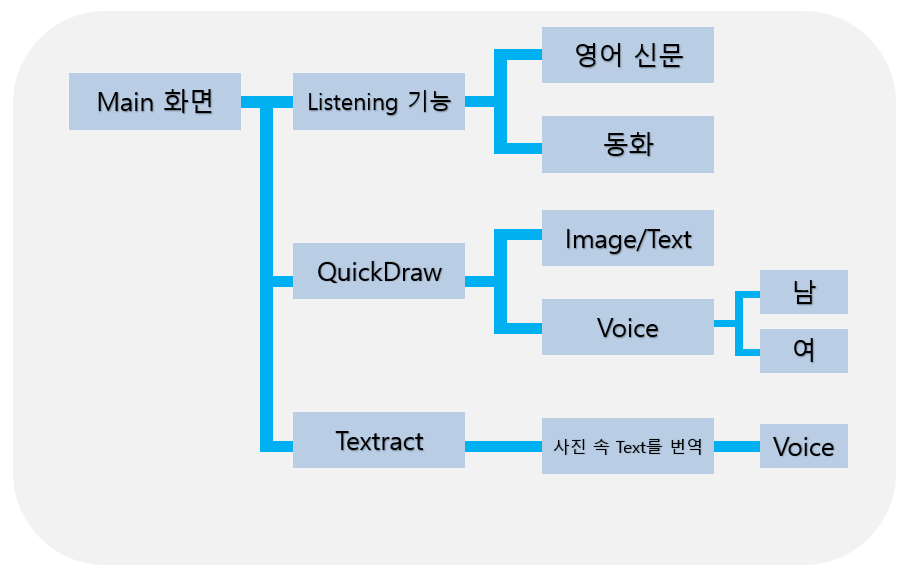 Main 화면
Listening 기능
영어 신문
동화
QuickDraw
Image/Text
Voice
남
여
Textract
사진 속 Text를 번역
Voice